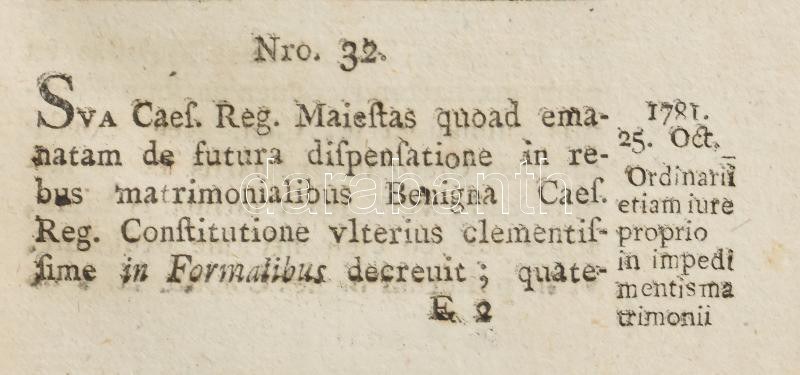 Nro. 32.
SVA Caeſ. Reg. Maieſtas quoad ema-
natam de futura diſpenſatione in re-
bus matrimonialibus Benigna Caeſ.
Reg. Conſtitutione vlterius clementiſ-
ſime in Formalibus decreuit ; quate-
E 2
1781.
25. Oct.
Ordinarii
etiam iure
proprio
in impedi
mentis ma
trimonii
darabanth